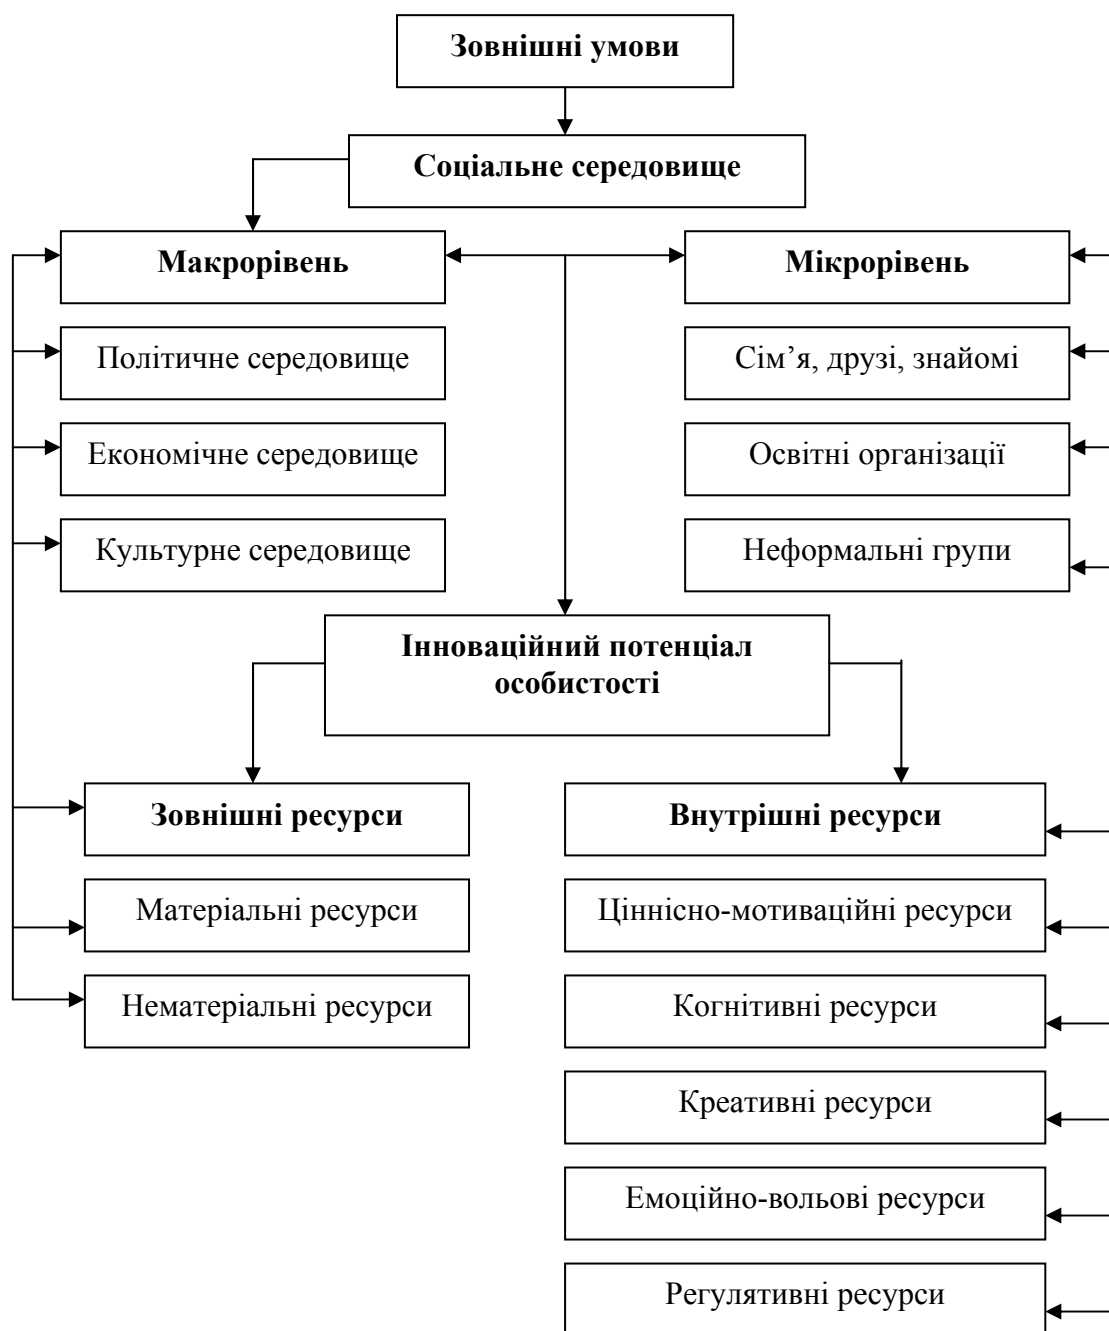 Зовнішні умови
Соціальне середовище
Макрорівень
Мікрорівень
Політичне середовище
Сім’я, друзі, знайомі
Економічне середовище
Освітні організації
Культурне середовище
Неформальні групи
Інноваційний потенціал
особистості
Зовнішні ресурси
Внутрішні ресурси
Матеріальні ресурси
Ціннісно-мотиваційні ресурси
Нематеріальні ресурси
Когнітивні ресурси
Креативні ресурси
Емоційно-вольові ресурси
Регулятивні ресурси